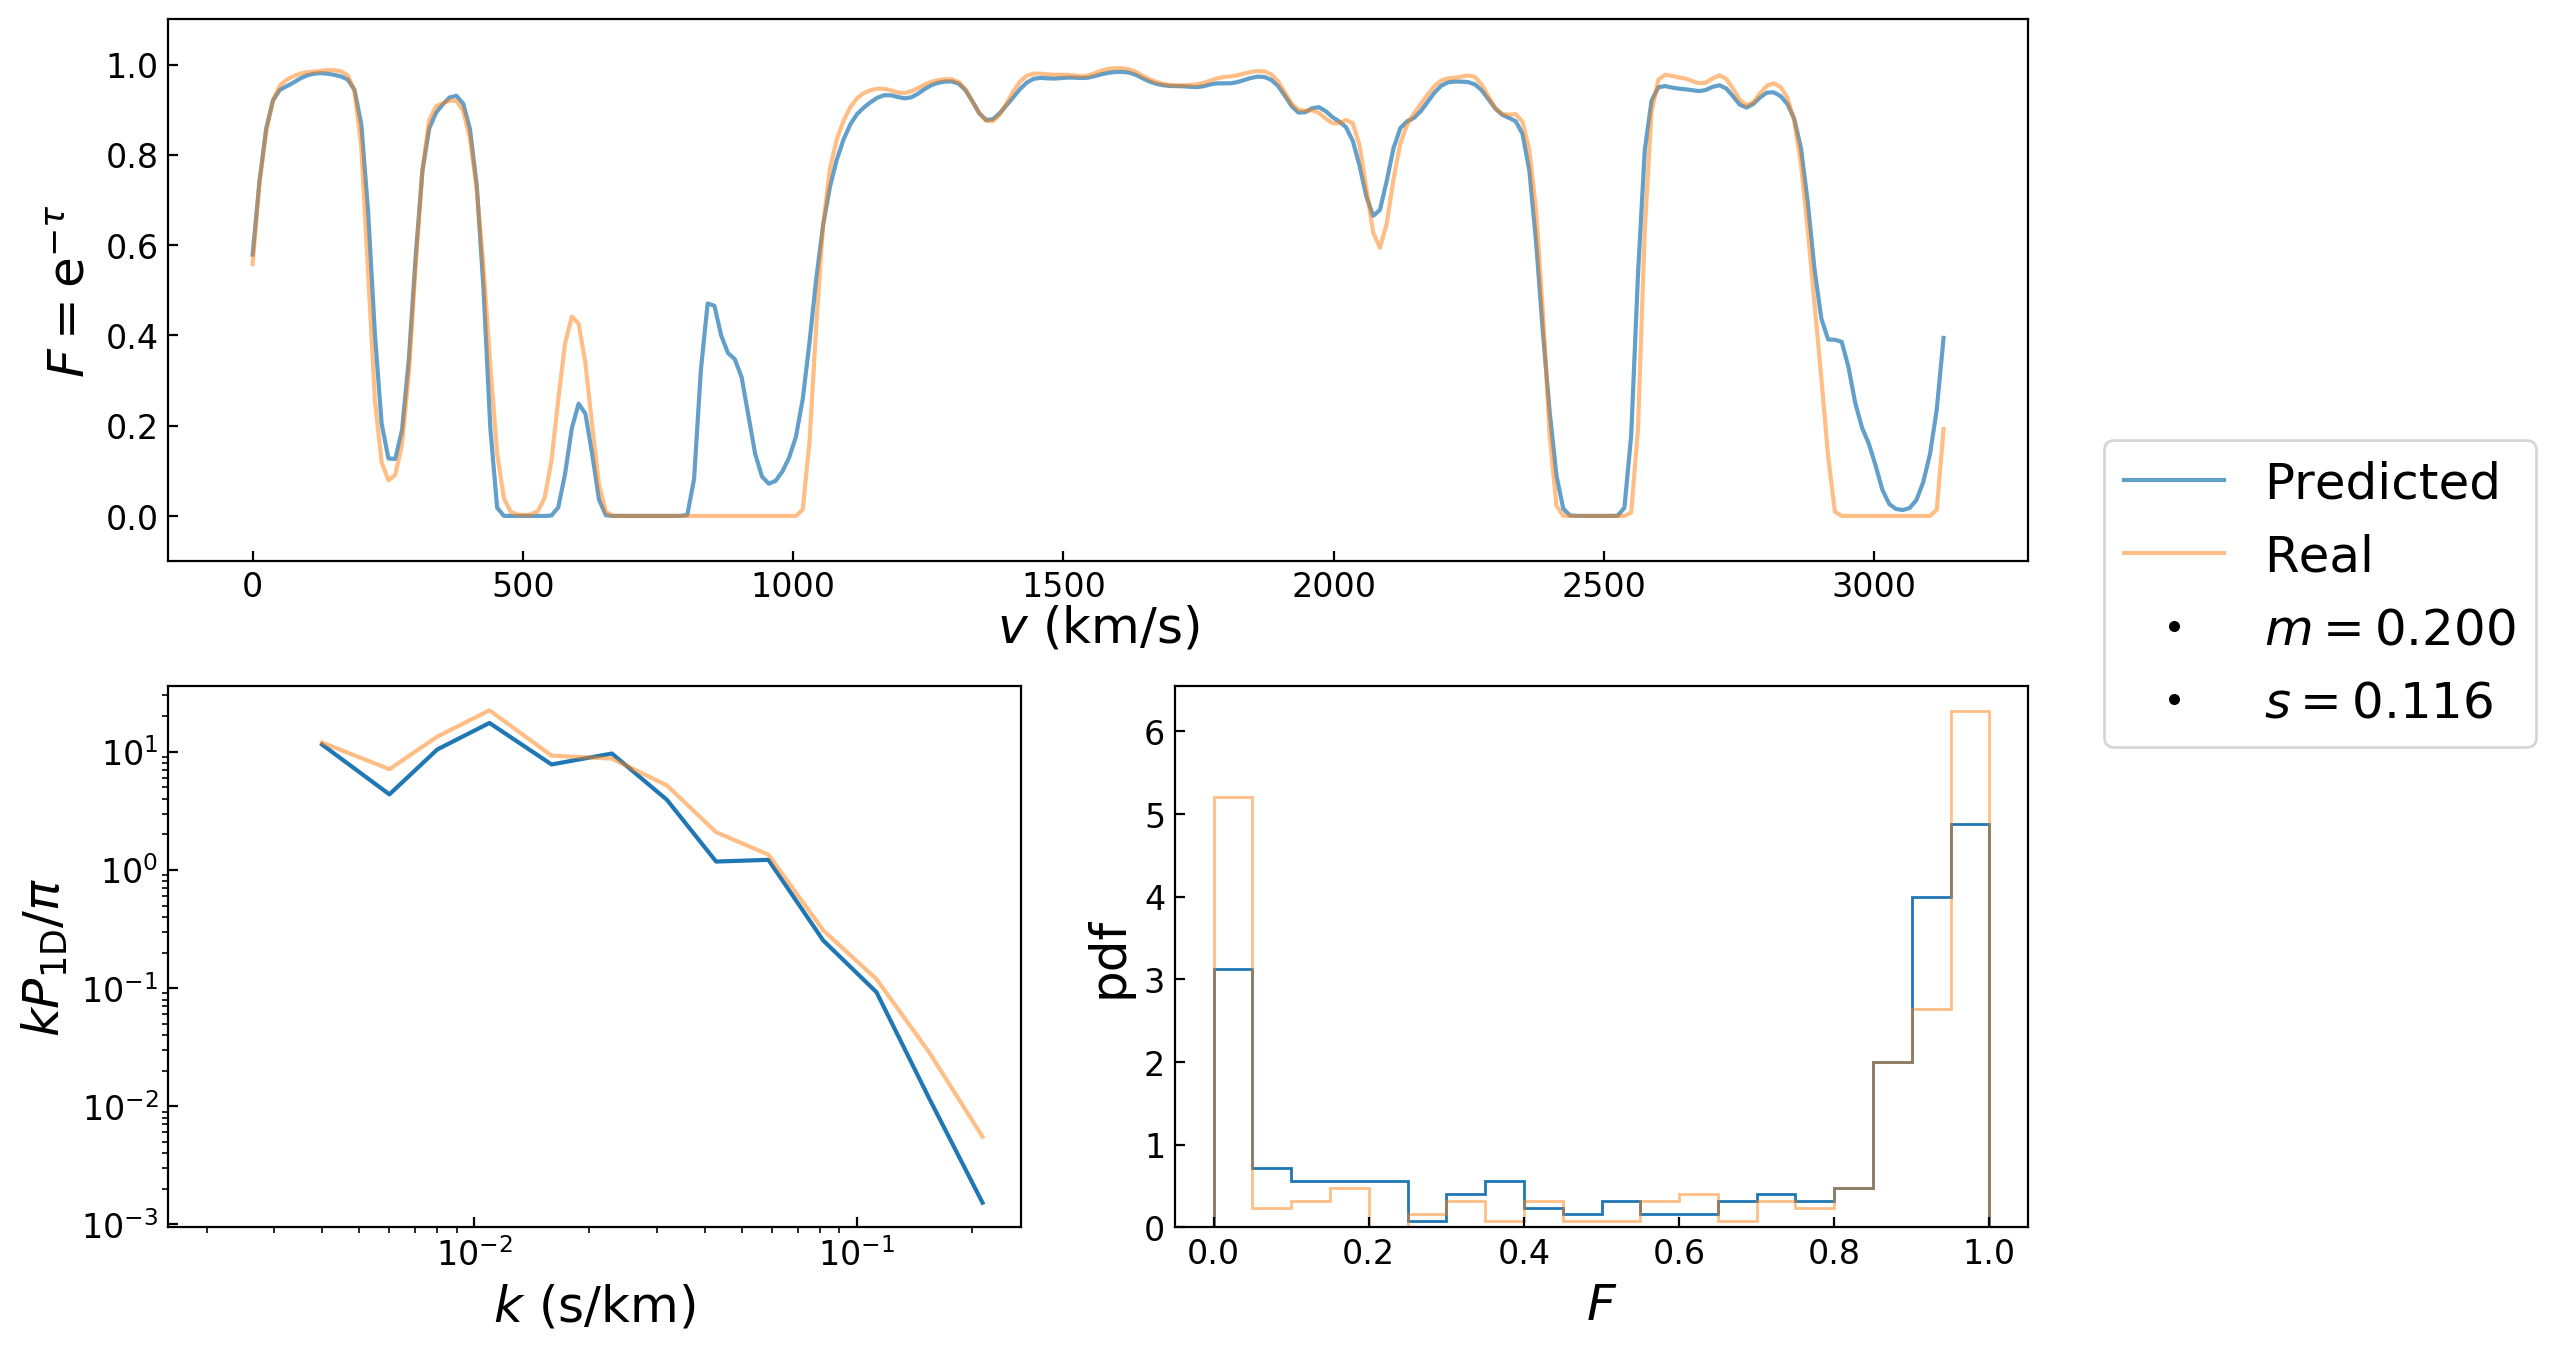 1.0
0.8
0.6
0.4
0.2
0.0
F = e^{−τ}
0 500 1000 1500 2000 2500 3000
v (km/s)
Predicted
Real
m = 0.200
s = 0.116
10^1
10^0
10^{−1}
10^{−2}
10^{−3}
kP_{1D}/π
10^{−2} 10^{−1}
k (s/km)
6
5
4
3
2
1
0
pdf
0.0 0.2 0.4 0.6 0.8 1.0
F